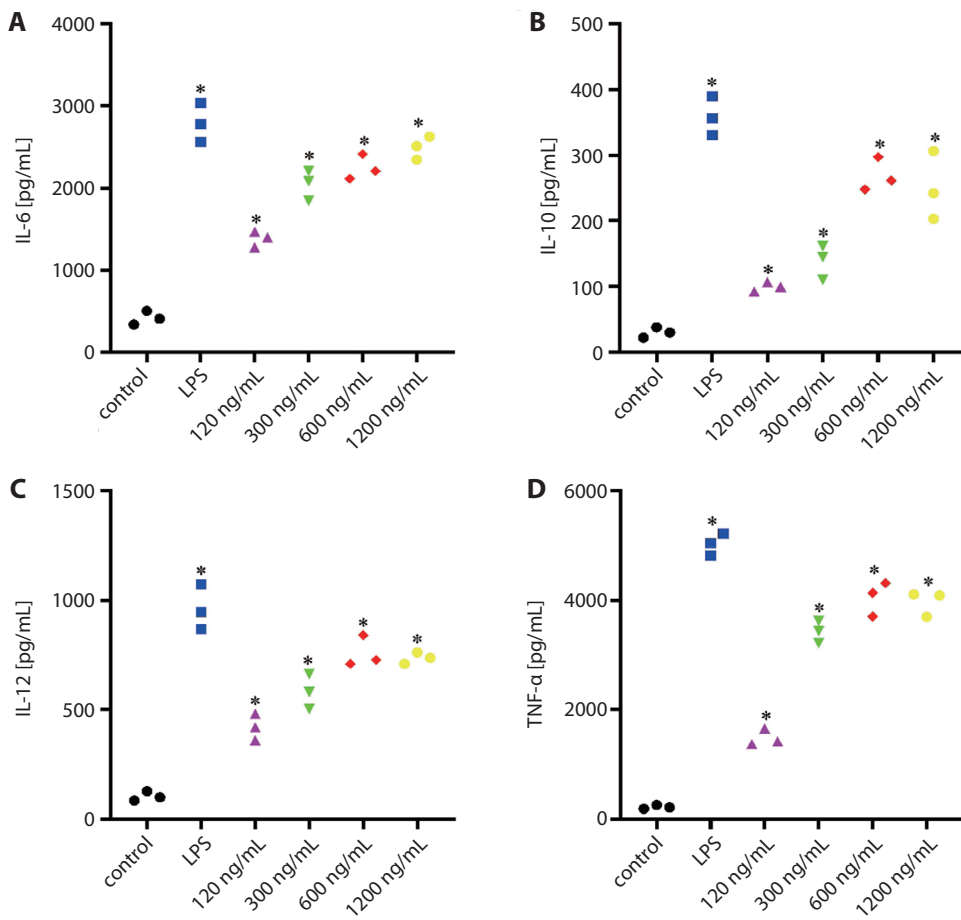 A
IL-6 [pg/mL]
4000
3000
2000
1000
0
*
*
*
*
*
control
LPS
120 ng/mL
300 ng/mL
600 ng/mL
1200 ng/mL
B
IL-10 [pg/mL]
500
400
300
200
100
0
*
*
*
*
*
control
LPS
120 ng/mL
300 ng/mL
600 ng/mL
1200 ng/mL
C
IL-12 [pg/mL]
1500
1000
500
0
*
*
*
*
*
control
LPS
120 ng/mL
300 ng/mL
600 ng/mL
1200 ng/mL
D
TNF-α [pg/mL]
6000
4000
2000
0
*
*
*
*
*
control
LPS
120 ng/mL
300 ng/mL
600 ng/mL
1200 ng/mL